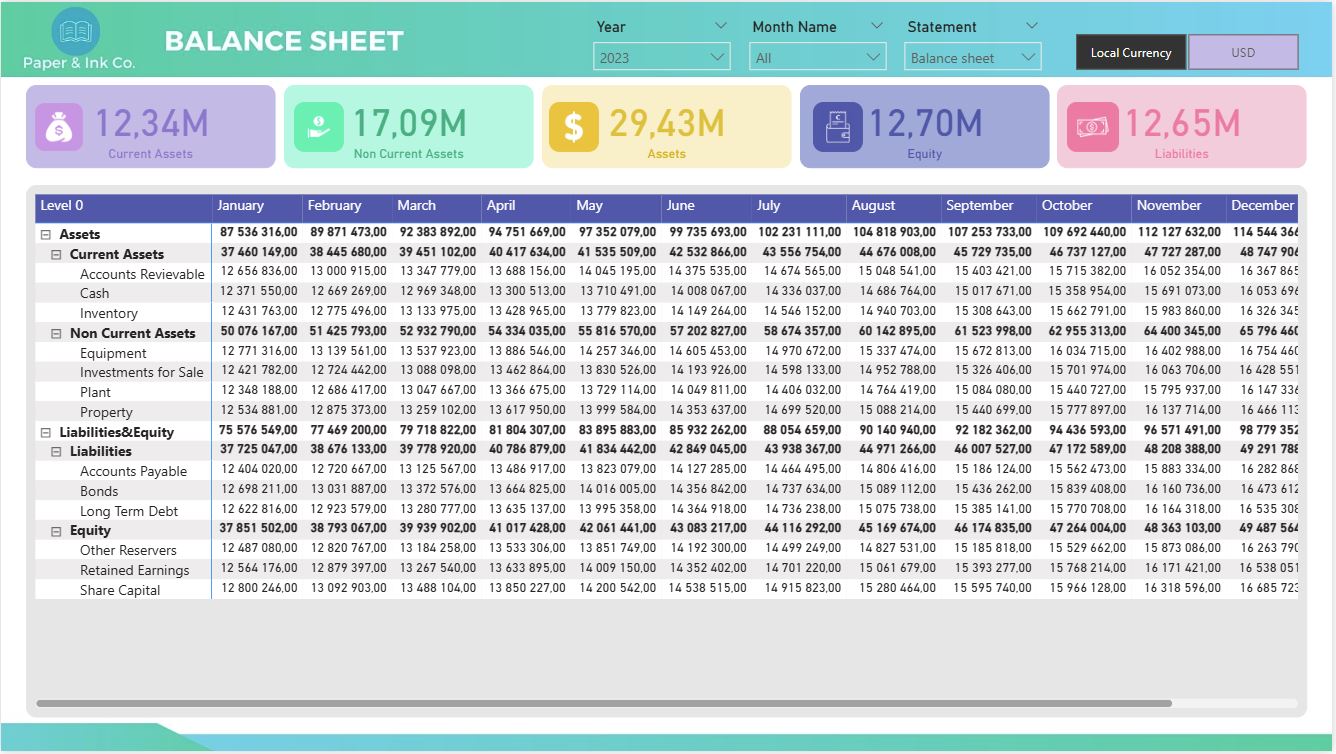 Paper & Ink Co.
BALANCE SHEET
Year Month Name Statement
2023 All Balance sheet
Local Currency USD
12,34M
Current Assets
17,09M
Non Current Assets
29,43M
Assets
12,70M
Equity
12,65M
Liabilities
Level 0 January February March April May June July August September October November December
Assets 87 536 316,00 89 871 473,00 92 383 892,00 94 751 669,00 97 352 079,00 99 735 693,00 102 231 111,00 104 818 903,00 107 253 733,00 109 692 440,00 112 127 632,00 114 544 366
Current Assets 37 460 149,00 38 445 680,00 39 451 102,00 40 417 634,00 41 535 509,00 42 532 866,00 43 556 754,00 44 676 008,00 45 729 735,00 46 737 127,00 47 727 287,00 48 747 906
Accounts Revievable 12 656 836,00 13 000 915,00 13 347 779,00 13 688 156,00 14 045 195,00 14 375 535,00 14 674 565,00 15 048 541,00 15 403 421,00 15 715 382,00 16 052 354,00 16 367 865
Cash 12 371 550,00 12 669 269,00 12 969 348,00 13 300 513,00 13 710 491,00 14 008 067,00 14 336 037,00 14 686 764,00 15 017 671,00 15 358 954,00 15 691 073,00 16 053 696
Inventory 12 431 763,00 12 775 496,00 13 133 975,00 13 428 965,00 13 779 823,00 14 149 264,00 14 546 152,00 14 940 703,00 15 308 643,00 15 662 791,00 15 983 860,00 16 326 345
Non Current Assets 50 076 167,00 51 425 793,00 52 932 790,00 54 334 035,00 55 816 570,00 57 202 827,00 58 674 357,00 60 142 895,00 61 523 998,00 62 955 313,00 64 400 345,00 65 796 460
Equipment 12 771 316,00 13 139 561,00 13 537 923,00 13 886 546,00 14 257 346,00 14 605 453,00 14 970 672,00 15 337 474,00 15 672 813,00 16 034 715,00 16 402 988,00 16 754 460
Investments for Sale 12 421 782,00 12 724 442,00 13 088 098,00 13 462 864,00 13 830 526,00 14 193 926,00 14 598 133,00 14 952 788,00 15 326 406,00 15 701 974,00 16 063 706,00 16 428 551
Plant 12 348 188,00 12 686 417,00 13 047 667,00 13 366 675,00 13 729 114,00 14 049 811,00 14 406 032,00 14 764 419,00 15 084 080,00 15 440 727,00 15 795 937,00 16 147 336
Property 12 534 881,00 12 875 373,00 13 259 102,00 13 617 950,00 13 999 584,00 14 353 637,00 14 699 520,00 15 088 214,00 15 440 699,00 15 777 897,00 16 137 714,00 16 466 113
Liabilities&Equity 75 576 549,00 77 469 200,00 79 718 822,00 81 804 307,00 83 895 883,00 85 932 262,00 88 054 659,00 90 140 940,00 92 182 362,00 94 436 593,00 96 571 491,00 98 779 352
Liabilities 37 725 047,00 38 676 133,00 39 778 920,00 40 786 879,00 41 834 442,00 42 849 045,00 43 938 367,00 44 971 266,00 46 007 527,00 47 172 589,00 48 208 388,00 49 291 788
Accounts Payable 12 404 020,00 12 720 667,00 13 125 567,00 13 486 917,00 13 823 079,00 14 127 285,00 14 464 495,00 14 806 416,00 15 186 124,00 15 562 473,00 15 883 334,00 16 282 868
Bonds 12 698 211,00 13 031 887,00 13 372 576,00 13 664 825,00 14 016 005,00 14 356 842,00 14 737 634,00 15 089 112,00 15 436 262,00 15 839 408,00 16 160 736,00 16 473 612
Long Term Debt 12 622 816,00 12 923 579,00 13 280 777,00 13 635 137,00 13 995 358,00 14 364 918,00 14 736 238,00 15 075 738,00 15 385 141,00 15 770 708,00 16 164 318,00 16 535 308
Equity 37 851 502,00 38 793 067,00 39 939 902,00 41 017 428,00 42 061 441,00 43 083 217,00 44 116 292,00 45 169 674,00 46 174 835,00 47 264 004,00 48 363 103,00 49 487 564
Other Reservers 12 487 080,00 12 820 767,00 13 184 258,00 13 533 306,00 13 851 749,00 14 192 300,00 14 499 249,00 14 827 531,00 15 185 818,00 15 529 662,00 15 873 086,00 16 263 790
Retained Earnings 12 564 176,00 12 879 397,00 13 267 540,00 13 633 895,00 14 009 150,00 14 352 402,00 14 701 220,00 15 061 679,00 15 393 277,00 15 768 214,00 16 171 421,00 16 538 051
Share Capital 12 800 246,00 13 092 903,00 13 488 104,00 13 850 227,00 14 200 542,00 14 538 515,00 14 915 823,00 15 280 464,00 15 595 740,00 15 966 128,00 16 318 596,00 16 685 723